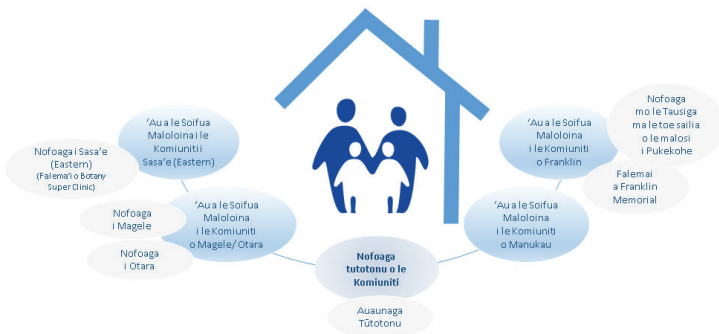 'Au a le Soifua
Maloloina i le
Komiunitii
Sasa'e (Eastern)
Nofoaga i Sasa'e
(Eastern)
(Falema'i o Botany
Super Clinic)
'Au a le Soifua
Maloloina
i le Komiuniti
o Magele/ Otara
Nofoaga
i Magele
Nofoaga
i Otara
Nofoaga
tutotonu o le
Komiuniti
Auaunaga
Tūtotonu
'Au a le Soifua
Maloloina
i le Komiuniti
o Manukau
'Au a le Soifua
Maloloina
i le Komiuniti
o Franklin
Nofoaga
mo le Tausiga
ma le toe sailia
o le malosi
i Pukekohe
Falemai
a Franklin
Memorial